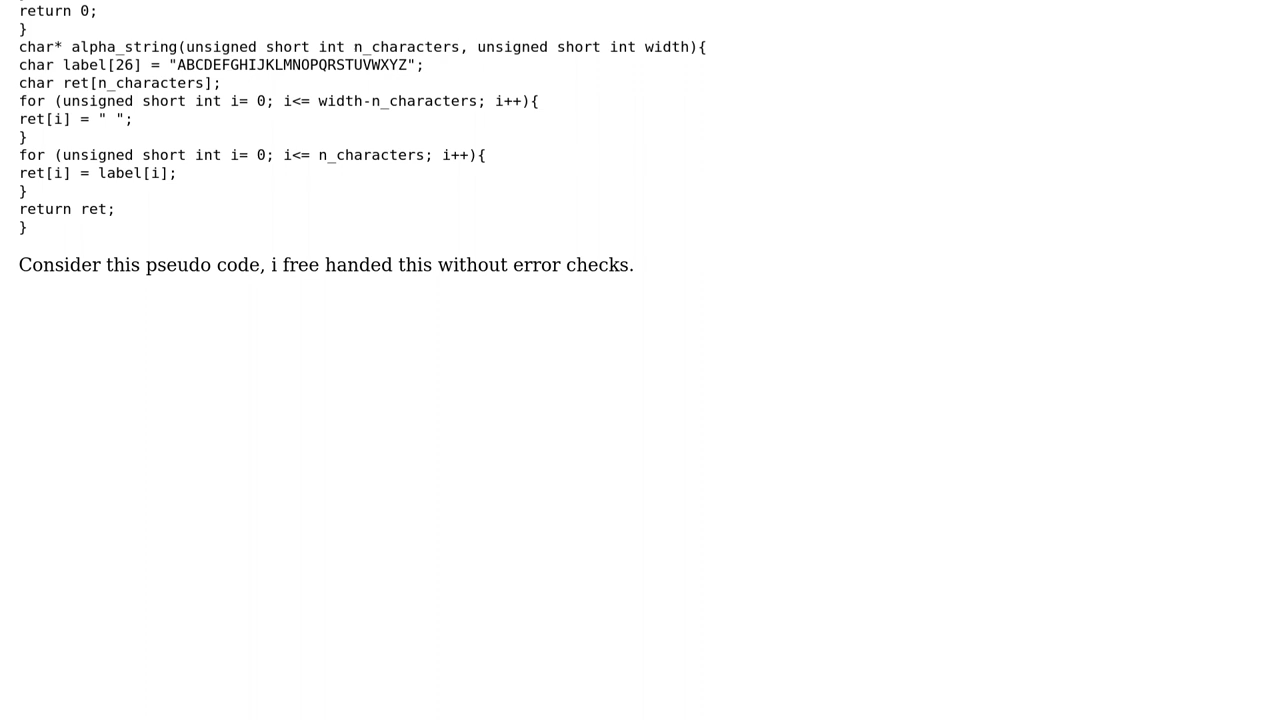 return 0;
}
char* alpha_string(unsigned short int n_characters, unsigned short int width){
char label[26] = "ABCDEFGHIJKLMNOPQRSTUVWXYZ";
char ret[n_characters];
for (unsigned short int i= 0; i<= width-n_characters; i++){
ret[i] = " ";
}
for (unsigned short int i= 0; i<= n_characters; i++){
ret[i] = label[i];
}
return ret;
}
Consider this pseudo code, i free handed this without error checks.